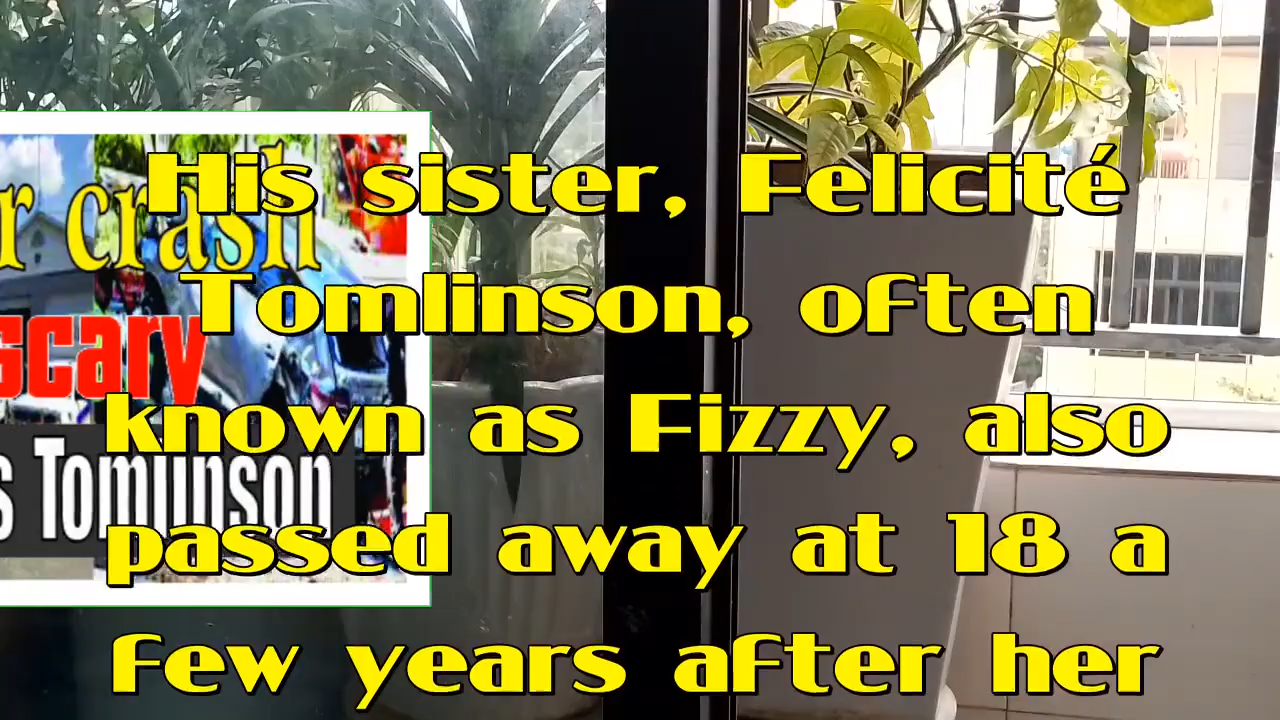 His sister, Felicité
r crash
Tomlinson, often
scary
known as Fizzy, also
s Tomlinson
passed away at 18 a
few years after her